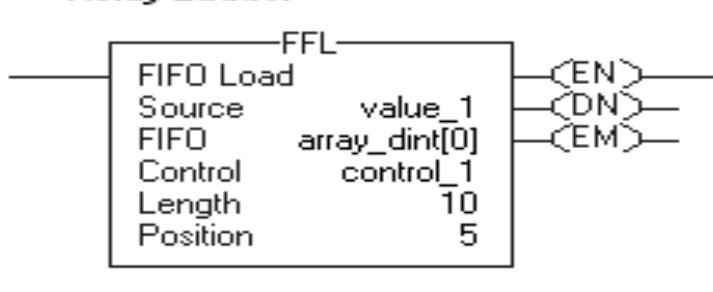 FFL
FIFO Load
EN
Source value_1
DN
FIFO array_dint[0]
EM
Control control_1
Length 10
Position 5